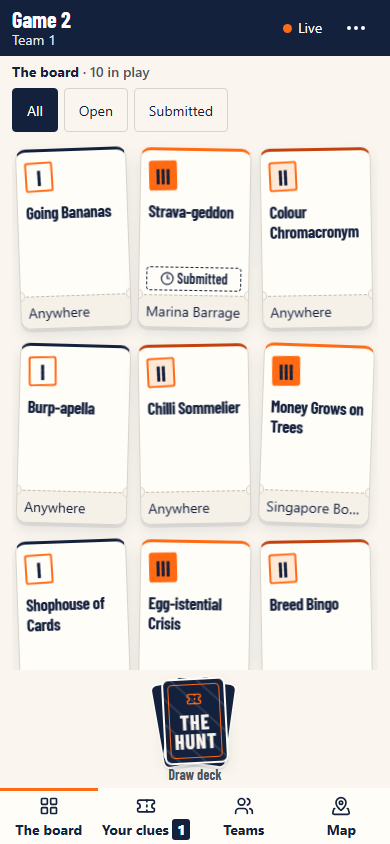 Game 2
Team 1
Live
The board · 10 in play
All
Open
Submitted
I
Going Bananas
Anywhere
III
Strava-geddon
Submitted
Marina Barrage
II
Colour
Chromacronym
Anywhere
I
Burp-apella
Anywhere
II
Chilli Sommelier
Anywhere
III
Money Grows on
Trees
Singapore Bo...
I
Shophouse of
Cards
III
Egg-istential
Crisis
II
Breed Bingo
THE
HUNT
Draw deck
The board
Your clues 1
Teams
Map